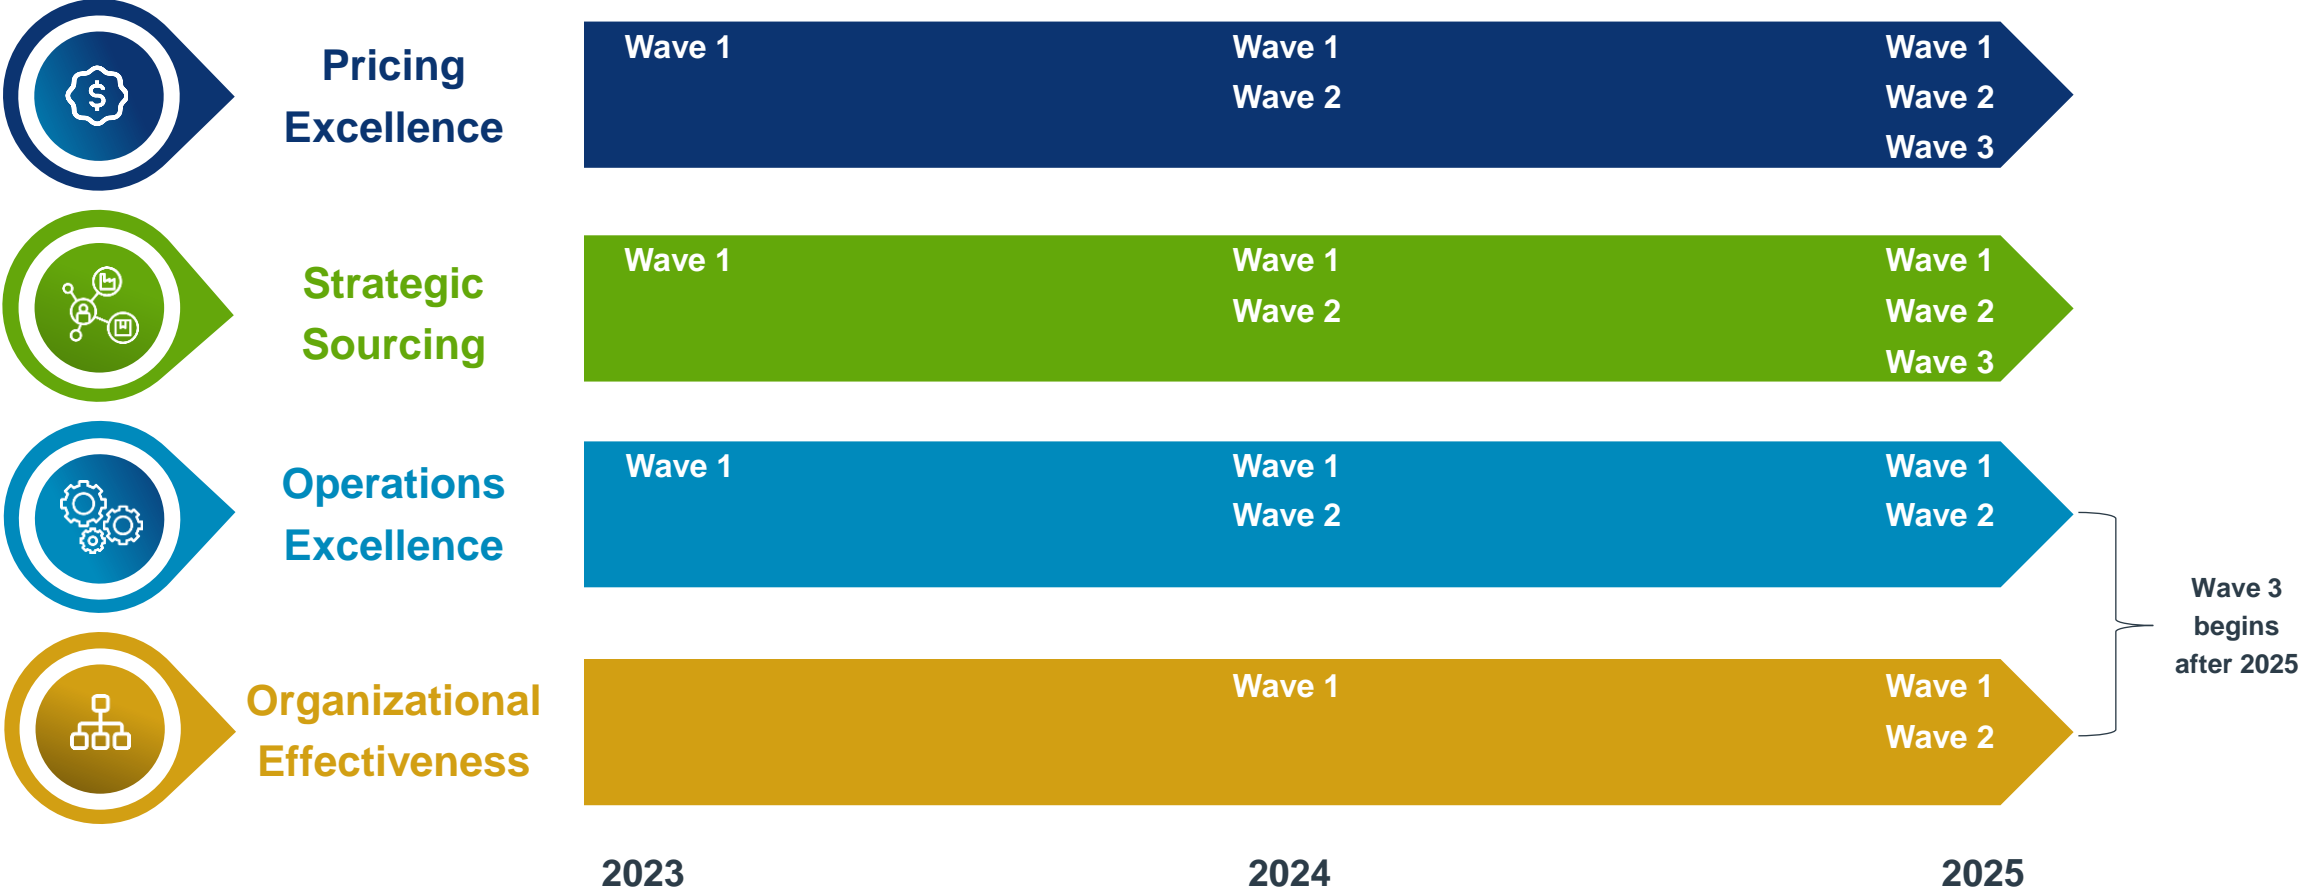 Pricing
Excellence
Wave 1
Wave 1
Wave 2
Wave 1
Wave 2
Wave 3
Strategic
Sourcing
Wave 1
Wave 1
Wave 2
Wave 1
Wave 2
Wave 3
Operations
Excellence
Wave 1
Wave 1
Wave 2
Wave 1
Wave 2
Organizational
Effectiveness
Wave 1
Wave 1
Wave 2
Wave 3
begins
after 2025
2023
2024
2025